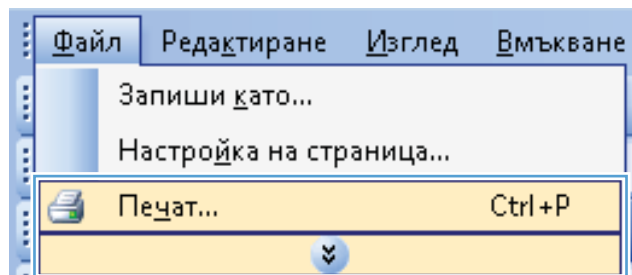 Файл Редактиране Изглед Вмъкване
Запиши като...
Настройка на страница...
Печат... Ctrl+P